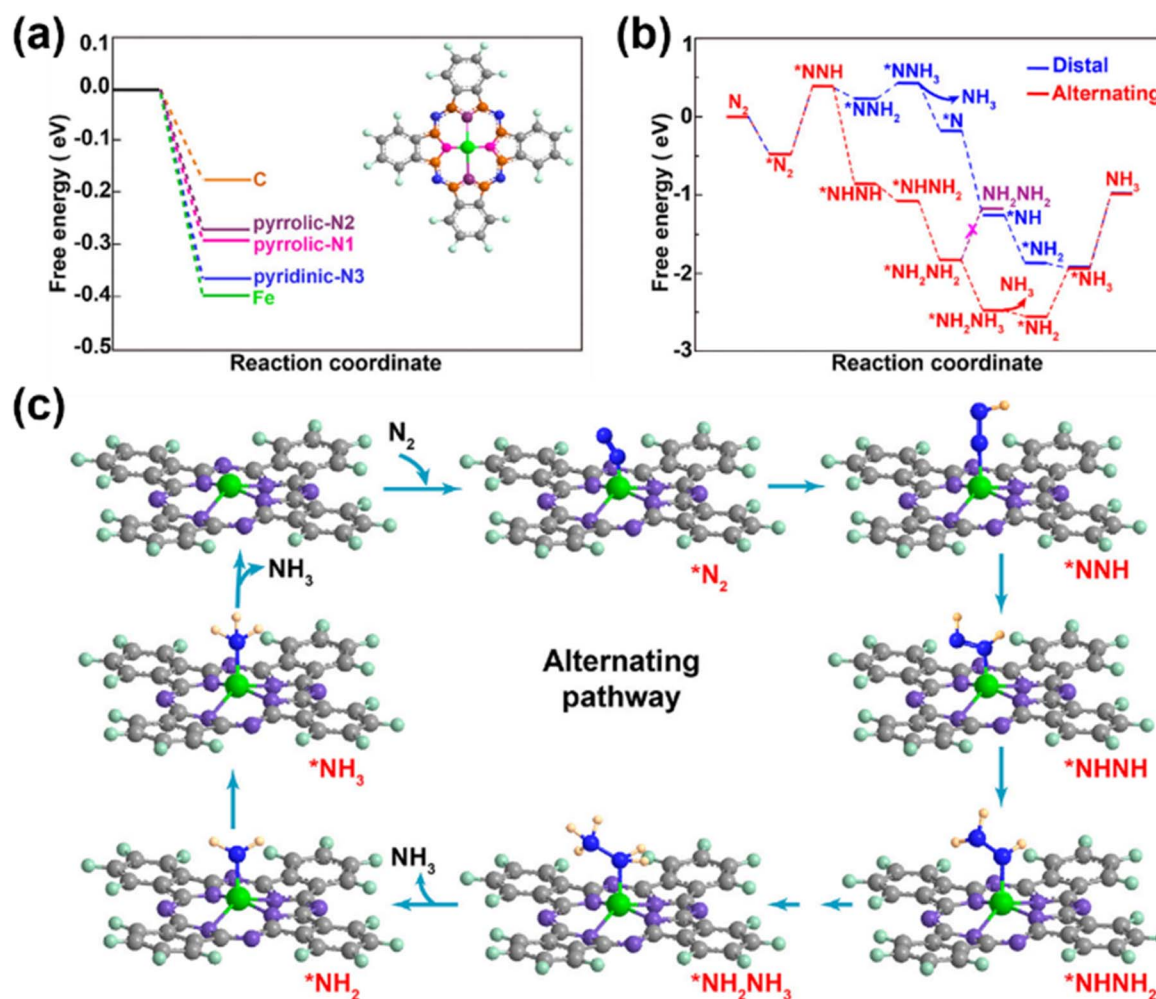 (a)
0.1
0.0
-0.1
-0.2
-0.3
-0.4
-0.5
Free energy ( eV)
C
pyrrolic-N2
pyrrolic-N1
pyridinic-N3
Fe
Reaction coordinate
(b)
1
0
-1
-2
-3
Free energy ( eV)
Distal
Alternating
N₂
*N₂
*NNH
*NNH₂
*NNH₃
NH₃
*N
*NHNH
*NHNH₂
NH₂NH₂
*NH
NH₃
x
*NH₂NH₂
*NH₂
NH₃
*NH₃
*NH₂NH₃
*NH₂
Reaction coordinate
(c)
N₂
*N₂
*NNH
NH₃
*NH₃
Alternating
pathway
*NHNH
NH₃
*NH₂
*NH₂NH₃
*NHNH₂